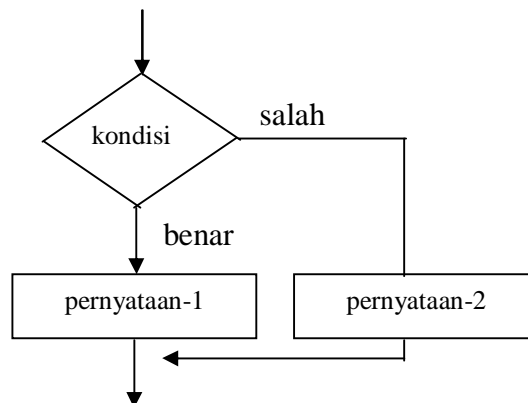 kondisi
salah
benar
pernyataan-1
pernyataan-2